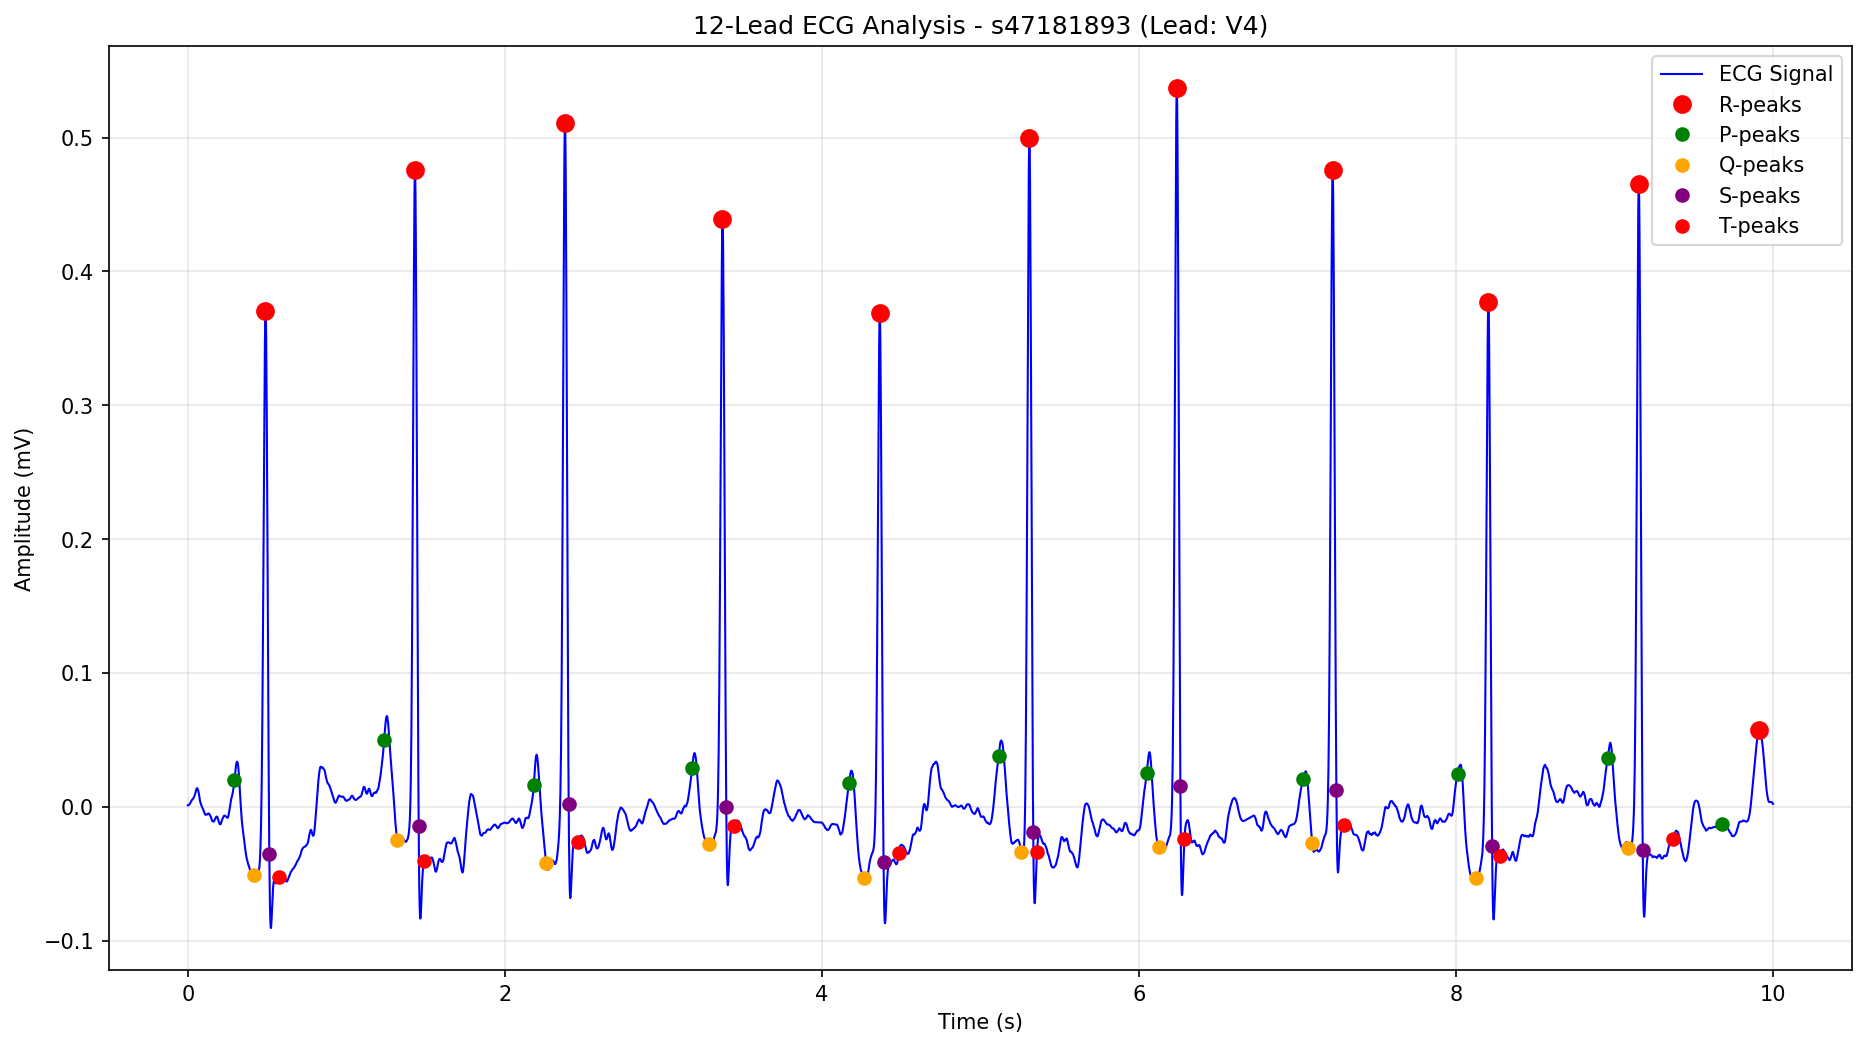 12-Lead ECG Analysis - s47181893 (Lead: V4)
ECG Signal
R-peaks
P-peaks
Q-peaks
S-peaks
T-peaks
Amplitude (mV)
0.5
0.4
0.3
0.2
0.1
0.0
−0.1
0 2 4 6 8 10
Time (s)